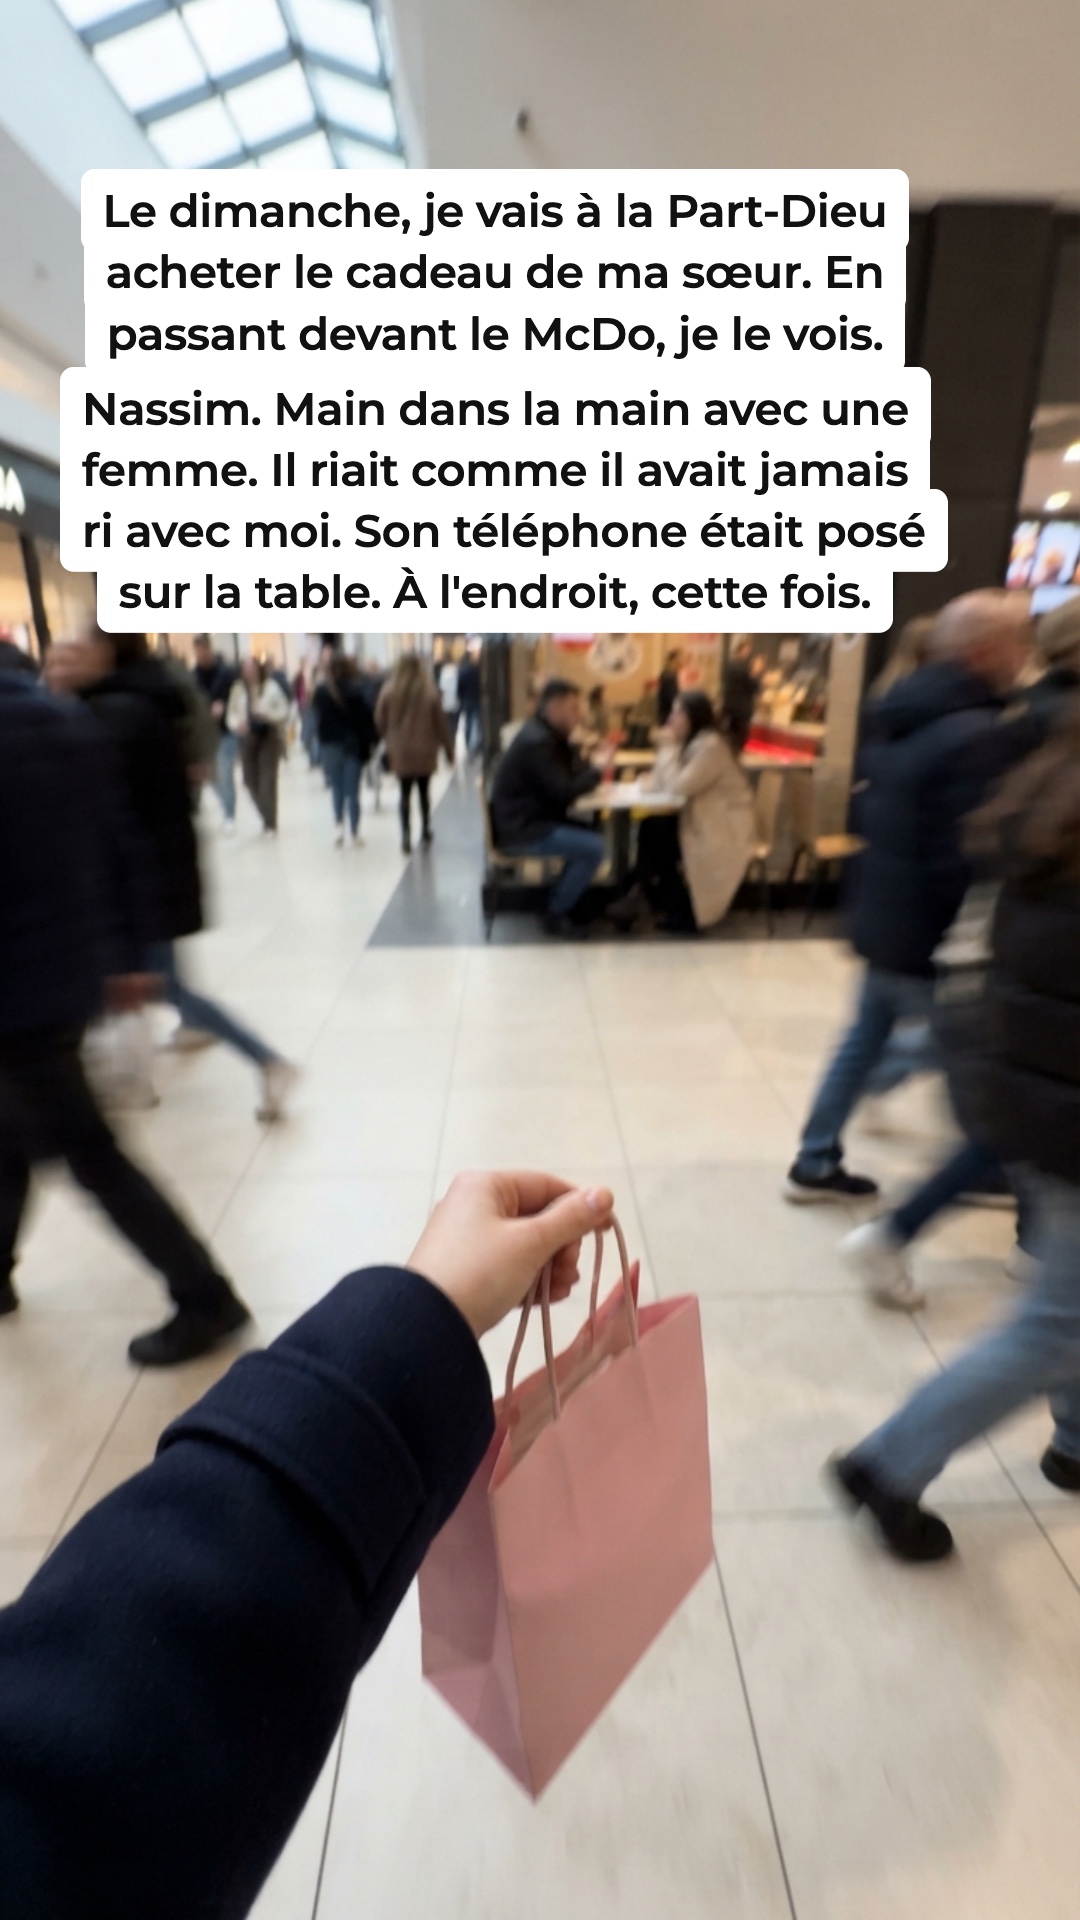 Le dimanche, je vais à la Part-Dieu
acheter le cadeau de ma sœur. En
passant devant le McDo, je le vois.
Nassim. Main dans la main avec une
femme. Il riait comme il avait jamais
ri avec moi. Son téléphone était posé
sur la table. À l'endroit, cette fois.